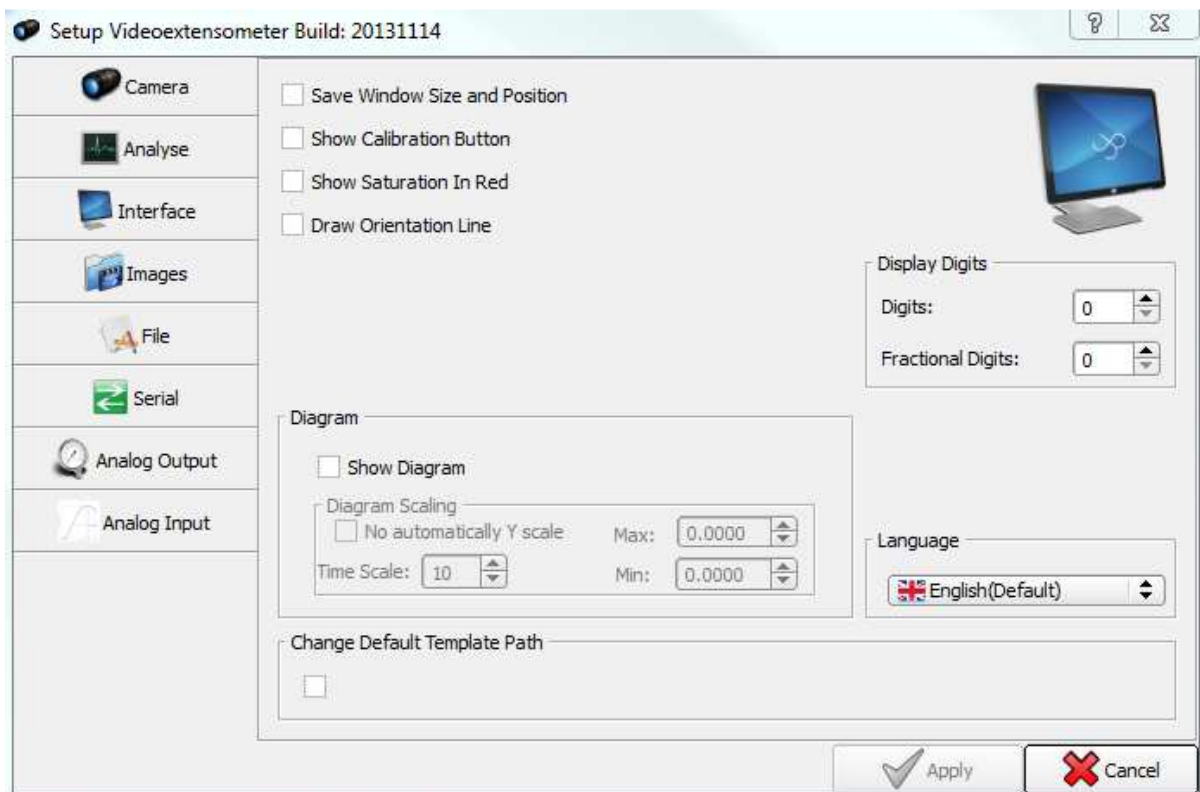 Setup Videoextensometer Build: 20131114
Camera
Analyse
Interface
Images
File
Serial
Analog Output
Analog Input
Save Window Size and Position
Show Calibration Button
Show Saturation In Red
Draw Orientation Line
Display Digits
Digits: 0
Fractional Digits: 0
Diagram
Show Diagram
Diagram Scaling
No automatically Y scale Max: 0.0000
Time Scale: 10 Min: 0.0000
Language
English(Default)
Change Default Template Path
Apply Cancel